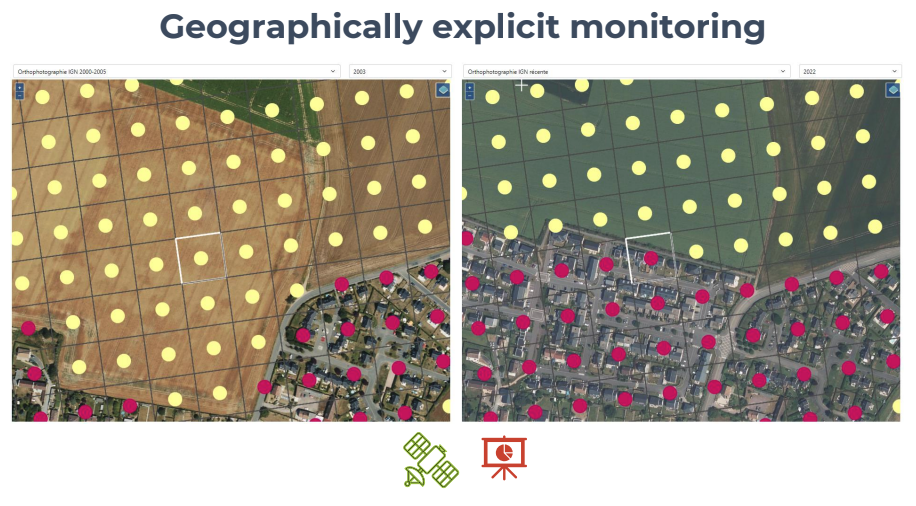 Geographically explicit monitoring
Orthophotographie IGN 2000-2005
2003
Orthophotographie IGN récente
2022